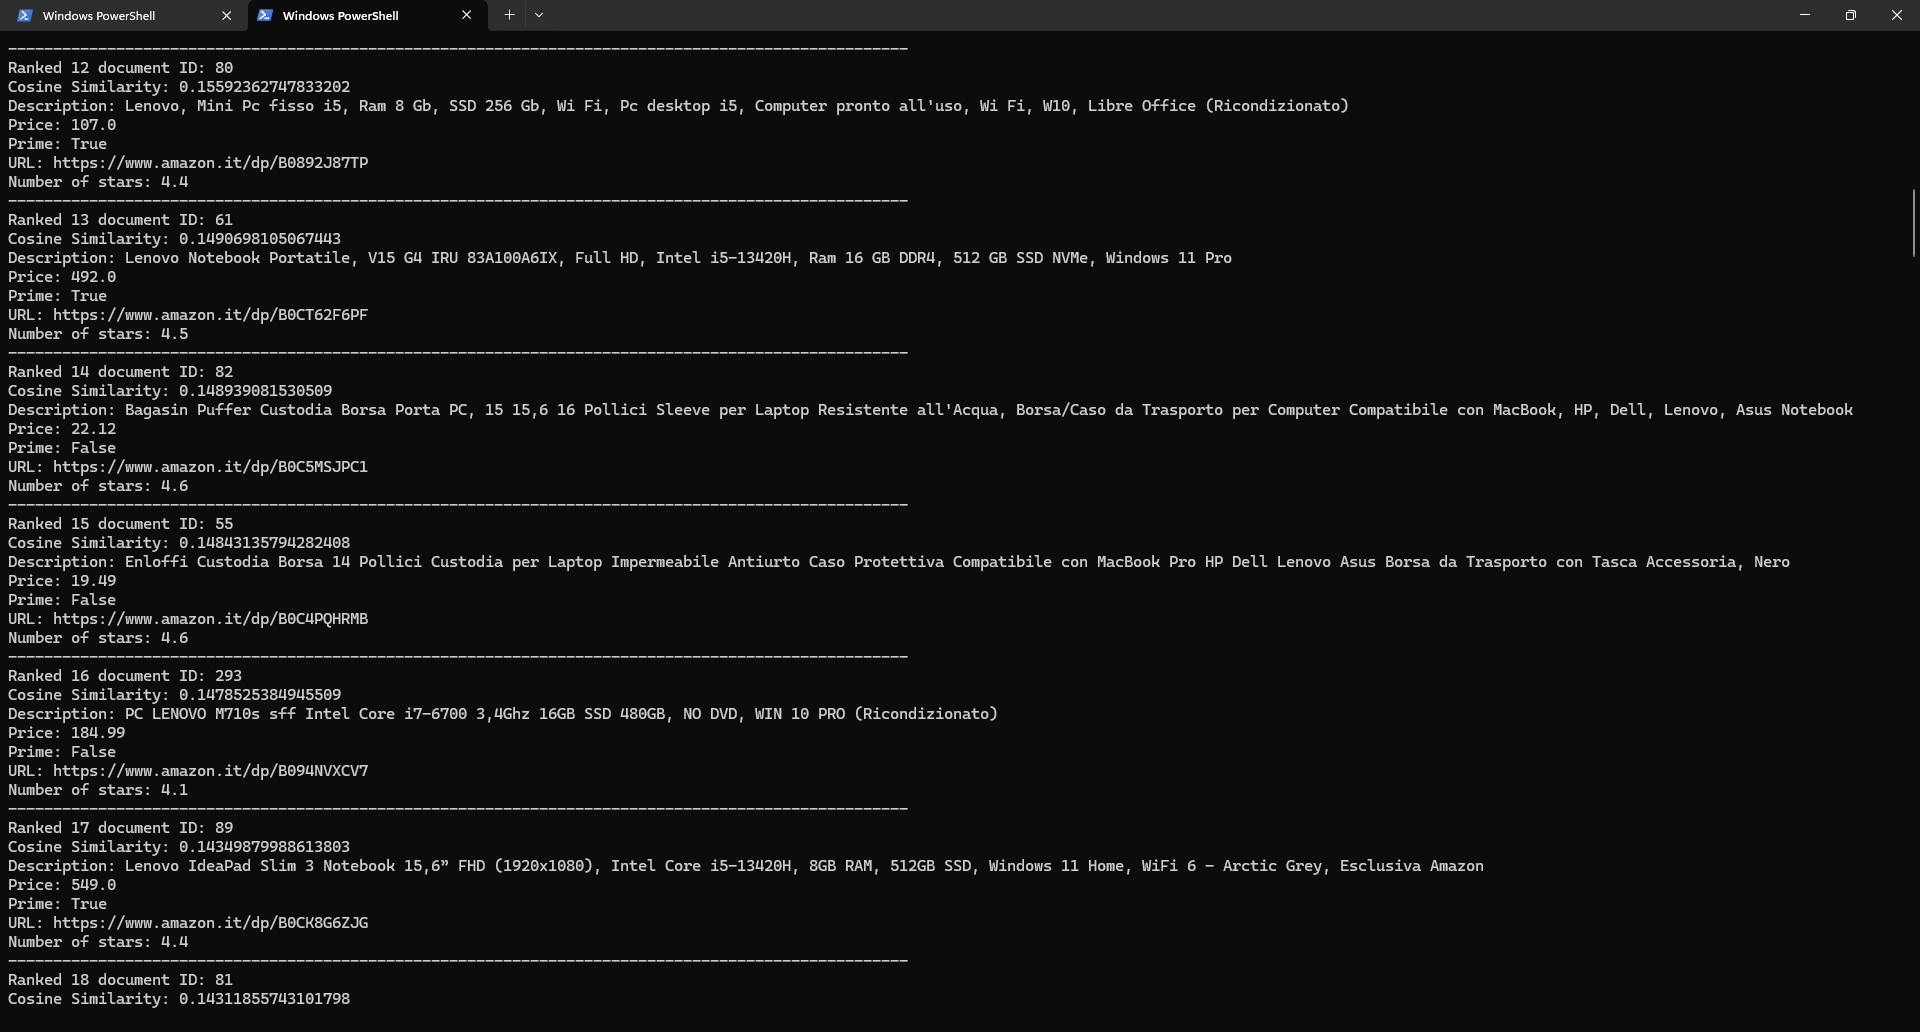 Windows PowerShell
Windows PowerShell
----------------------------------------------------------------------------------------------------
Ranked 12 document ID: 80
Cosine Similarity: 0.15592362747833202
Description: Lenovo, Mini Pc fisso i5, Ram 8 Gb, SSD 256 Gb, Wi Fi, Pc desktop i5, Computer pronto all'uso, Wi Fi, W10, Libre Office (Ricondizionato)
Price: 107.0
Prime: True
URL: https://www.amazon.it/dp/B0892J87TP
Number of stars: 4.4
----------------------------------------------------------------------------------------------------
Ranked 13 document ID: 61
Cosine Similarity: 0.1490698105067443
Description: Lenovo Notebook Portatile, V15 G4 IRU 83A100A6IX, Full HD, Intel i5-13420H, Ram 16 GB DDR4, 512 GB SSD NVMe, Windows 11 Pro
Price: 492.0
Prime: True
URL: https://www.amazon.it/dp/B0CT62F6PF
Number of stars: 4.5
----------------------------------------------------------------------------------------------------
Ranked 14 document ID: 82
Cosine Similarity: 0.148939081530509
Description: Bagasin Puffer Custodia Borsa Porta PC, 15 15,6 16 Pollici Sleeve per Laptop Resistente all'Acqua, Borsa/Caso da Trasporto per Computer Compatibile con MacBook, HP, Dell, Lenovo, Asus Notebook
Price: 22.12
Prime: False
URL: https://www.amazon.it/dp/B0C5MSJPC1
Number of stars: 4.6
----------------------------------------------------------------------------------------------------
Ranked 15 document ID: 55
Cosine Similarity: 0.14843135794282408
Description: Enloffi Custodia Borsa 14 Pollici Custodia per Laptop Impermeabile Antiurto Caso Protettiva Compatibile con MacBook Pro HP Dell Lenovo Asus Borsa da Trasporto con Tasca Accessoria, Nero
Price: 19.49
Prime: False
URL: https://www.amazon.it/dp/B0C4PQHRMB
Number of stars: 4.6
----------------------------------------------------------------------------------------------------
Ranked 16 document ID: 293
Cosine Similarity: 0.1478525384945509
Description: PC LENOVO M710s sff Intel Core i7-6700 3,4Ghz 16GB SSD 480GB, NO DVD, WIN 10 PRO (Ricondizionato)
Price: 184.99
Prime: False
URL: https://www.amazon.it/dp/B094NVXCV7
Number of stars: 4.1
----------------------------------------------------------------------------------------------------
Ranked 17 document ID: 89
Cosine Similarity: 0.14349879988613803
Description: Lenovo IdeaPad Slim 3 Notebook 15,6” FHD (1920x1080), Intel Core i5-13420H, 8GB RAM, 512GB SSD, Windows 11 Home, WiFi 6 - Arctic Grey, Esclusiva Amazon
Price: 549.0
Prime: True
URL: https://www.amazon.it/dp/B0CK8G6ZJG
Number of stars: 4.4
----------------------------------------------------------------------------------------------------
Ranked 18 document ID: 81
Cosine Similarity: 0.14311855743101798